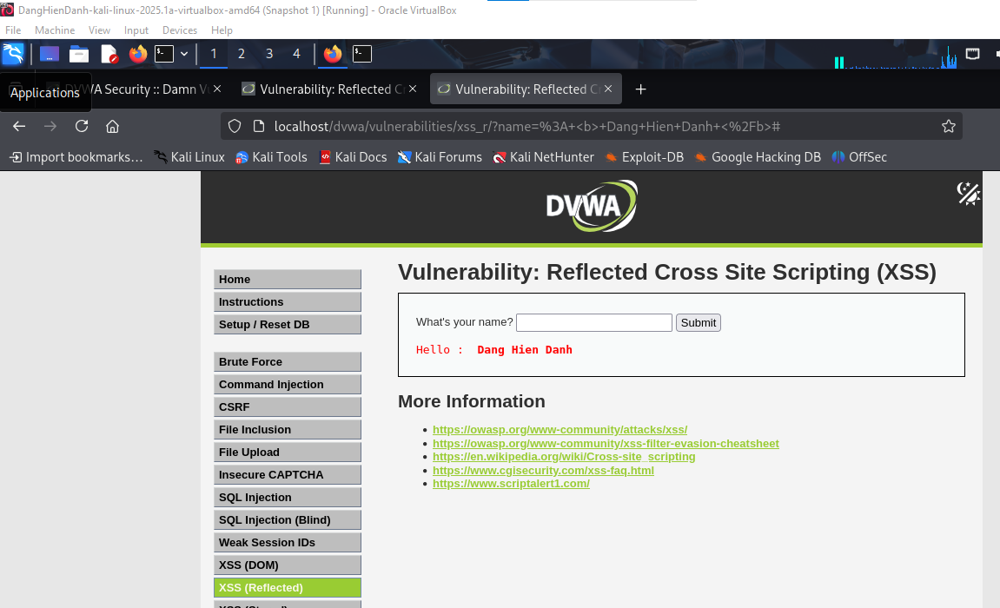 DangHienDanh-kali-linux-2025.1a-virtualbox-amd64 (Snapshot 1) [Running] - Oracle VirtualBox
File Machine View Input Devices Help
1 2 3 4
Applications
VWA Security :: Damn Vu Vulnerability: Reflected C Vulnerability: Reflected C
localhost/dvwa/vulnerabilities/xss_r/?name=%3A+<b>+Dang+Hien+Danh+<%2Fb>#
Import bookmarks... Kali Linux Kali Tools Kali Docs Kali Forums Kali NetHunter Exploit-DB Google Hacking DB OffSec
DVWA
Vulnerability: Reflected Cross Site Scripting (XSS)
What's your name? Submit
Hello : Dang Hien Danh
More Information
https://owasp.org/www-community/attacks/xss/
https://owasp.org/www-community/xss-filter-evasion-cheatsheet
https://en.wikipedia.org/wiki/Cross-site_scripting
https://www.cgisecurity.com/xss-faq.html
https://www.scriptalert1.com/
Home
Instructions
Setup / Reset DB
Brute Force
Command Injection
CSRF
File Inclusion
File Upload
Insecure CAPTCHA
SQL Injection
SQL Injection (Blind)
Weak Session IDs
XSS (DOM)
XSS (Reflected)